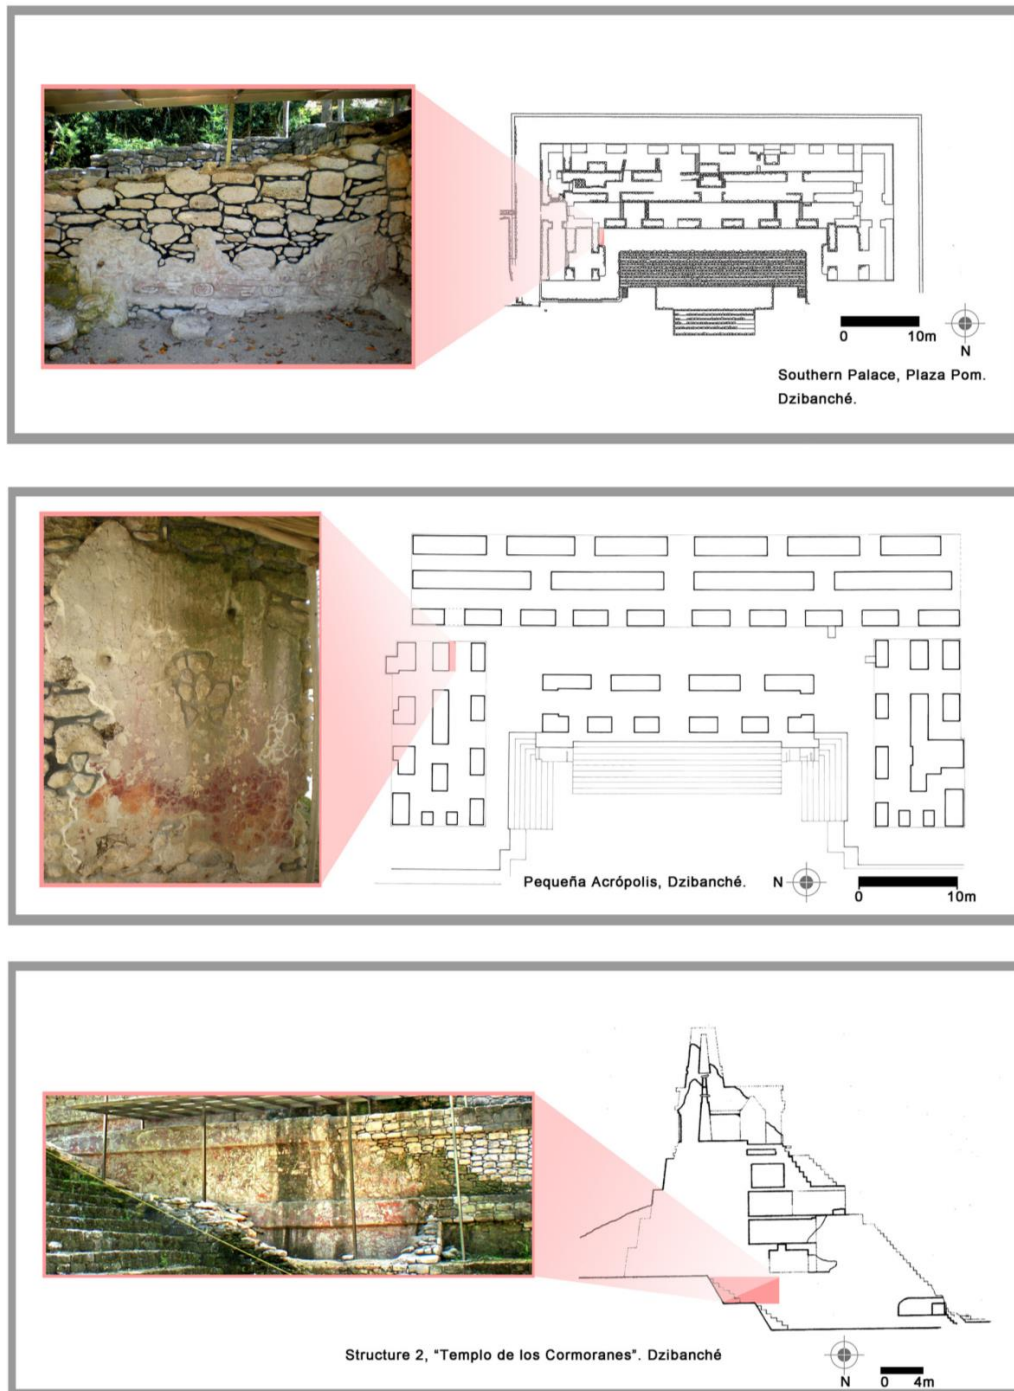 0 10m
N
Southern Palace, Plaza Pom.
Dzibanché.
Pequeña Acrópolis, Dzibanché.
N
0 10m
Structure 2, “Templo de los Cormoranes”. Dzibanché
N
0 4m